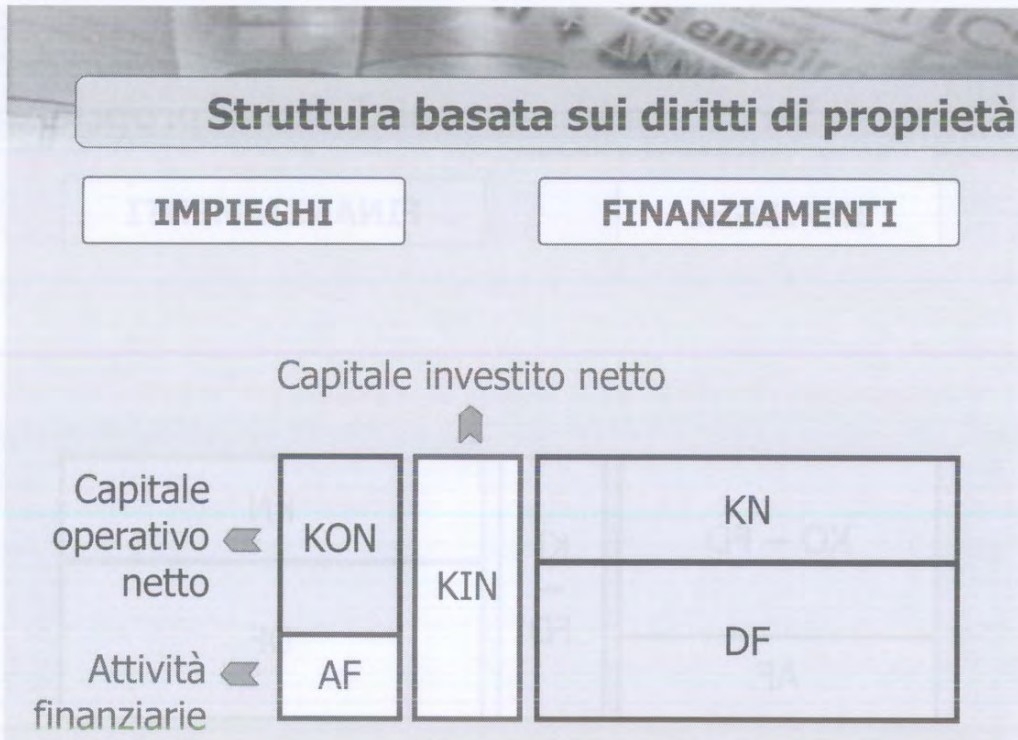 empir
Struttura basata sui diritti di proprietà
IMPIEGHI
FINANZIAMENTI
Capitale investito netto
Capitale
operativo
netto
KON
KIN
KN
DF
Attività
finanziarie
AF